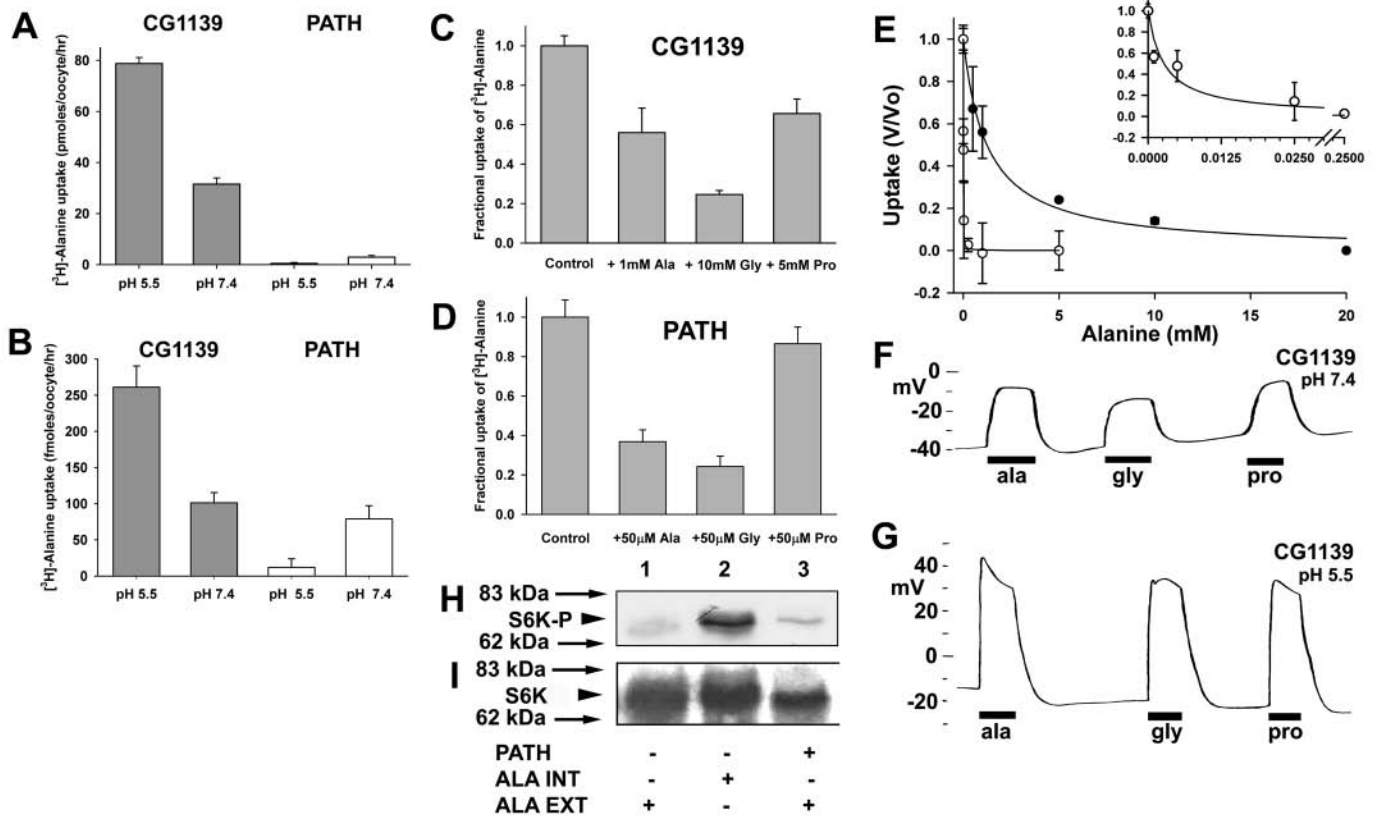 A
CG1139 PATH
[³H]-Alanine uptake (pmoles/oocyte/hr)
80
60
40
20
0
pH 5.5 pH 7.4 pH 5.5 pH 7.4
B
CG1139 PATH
[³H]-Alanine uptake (fmoles/oocyte/hr)
300
250
200
150
100
50
0
pH 5.5 pH 7.4 pH 5.5 pH 7.4
C
CG1139
Fractional uptake of [³H]-Alanine
1.0
0.8
0.6
0.4
0.2
0.0
Control + 1mM Ala + 10mM Gly + 5mM Pro
D
PATH
Fractional uptake of [³H]-Alanine
1.0
0.8
0.6
0.4
0.2
0.0
Control +50μM Ala +50μM Gly +50μM Pro
1 2 3
H
83 kDa
S6K-P
62 kDa
I
83 kDa
S6K
62 kDa
PATH - - +
ALA INT - + -
ALA EXT + - +
E
Uptake (V/Vo)
1.0
0.8
0.6
0.4
0.2
0.0
-0.2
0 5 10 15 20
Alanine (mM)
1.0
0.8
0.6
0.4
0.2
0.0
-0.2
0.0000 0.0125 0.0250 0.2500
F
CG1139
pH 7.4
0
mV
-20
-40
ala gly pro
G
CG1139
pH 5.5
mV
40
20
0
-20
ala gly pro